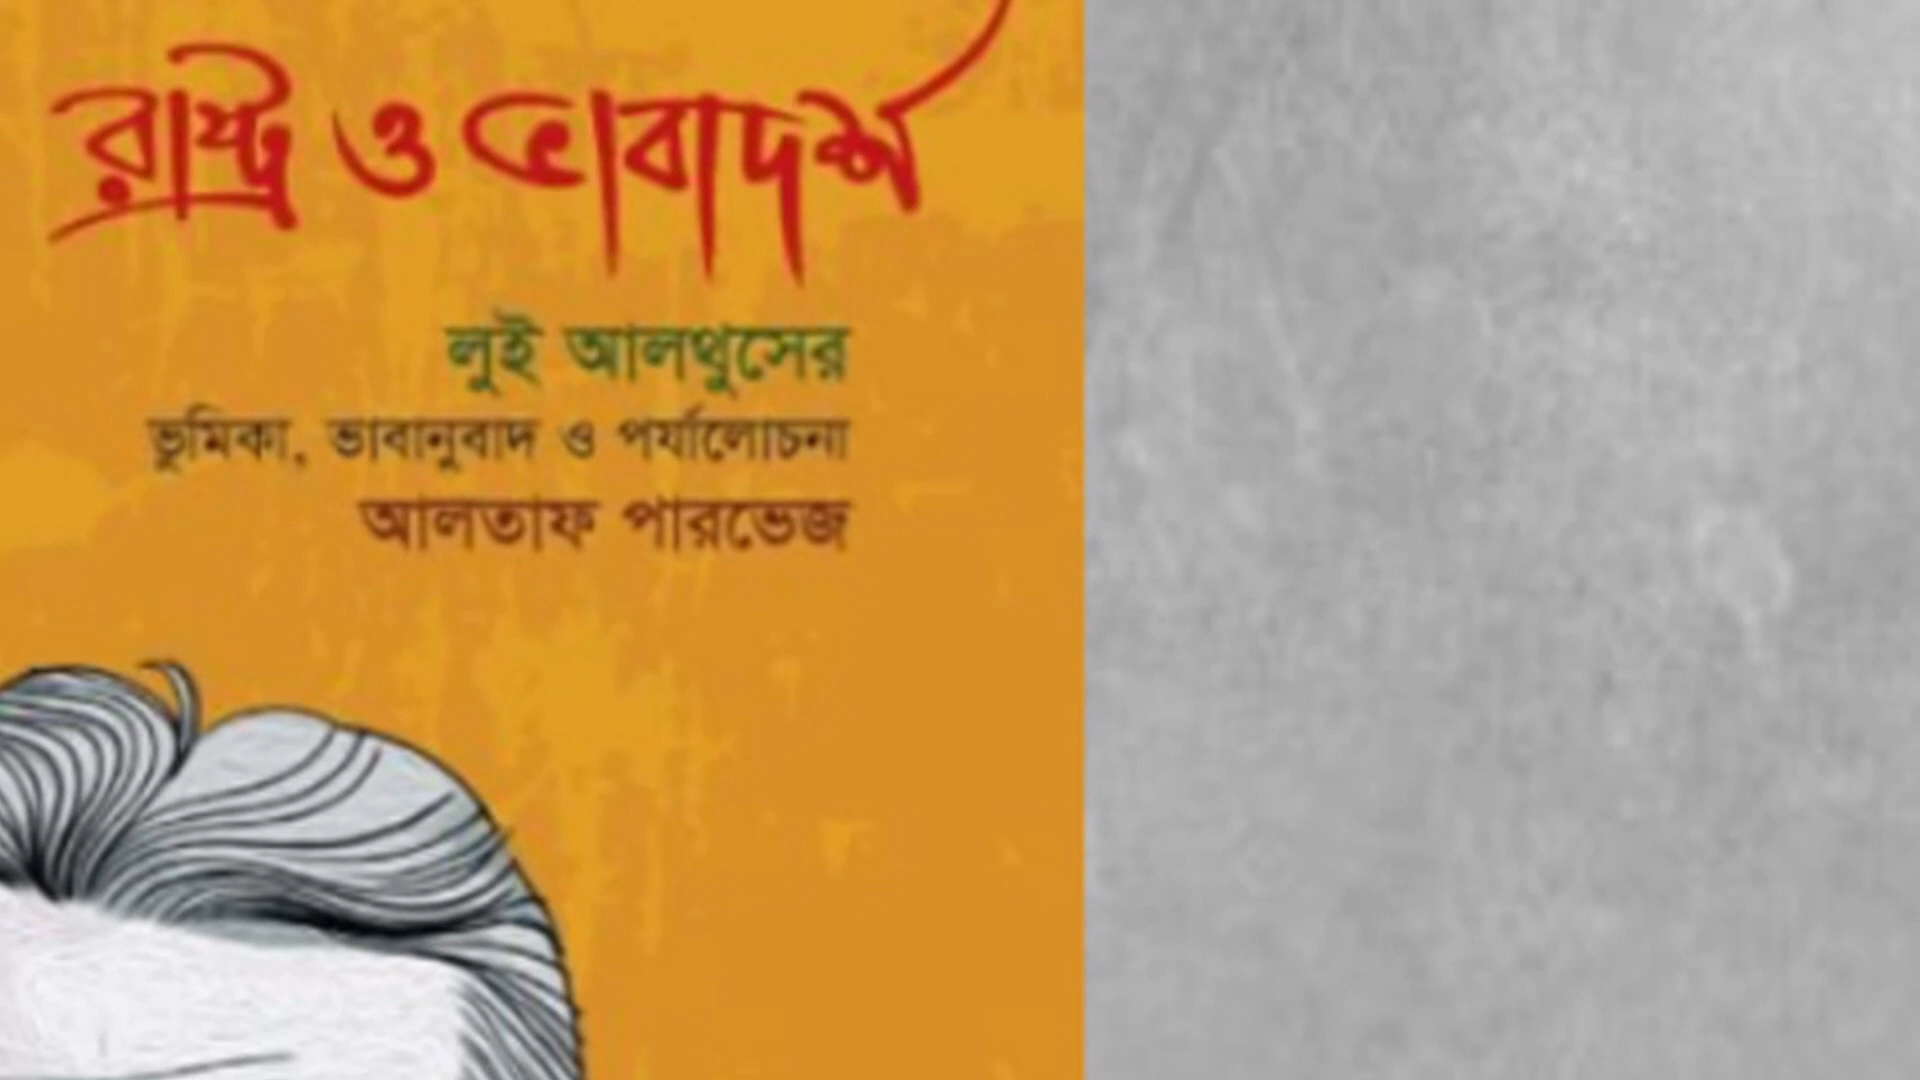 রাষ্ট্র ও ভাবাদর্শ
লুই আলথুসের
ভুমিকা, ভাবানুবাদ ও পর্যালোচনা
আলতাফ পারভেজ